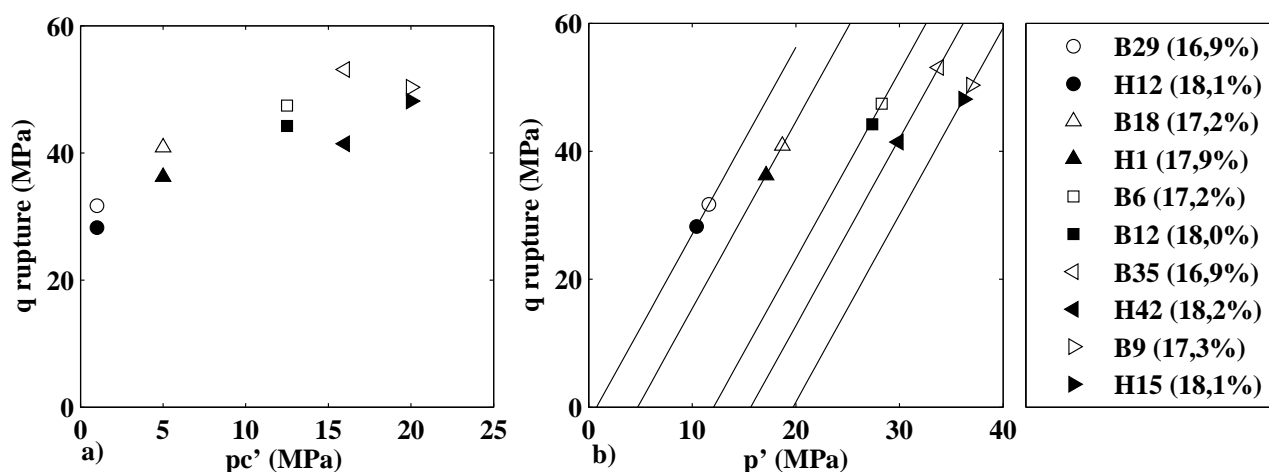 60
40
20
0
q rupture (MPa)
0 5 10 15 20 25
a)
pc’ (MPa)
60
40
20
0
q rupture (MPa)
0 10 20 30 40
b)
p’ (MPa)
B29 (16,9%)
H12 (18,1%)
B18 (17,2%)
H1 (17,9%)
B6 (17,2%)
B12 (18,0%)
B35 (16,9%)
H42 (18,2%)
B9 (17,3%)
H15 (18,1%)